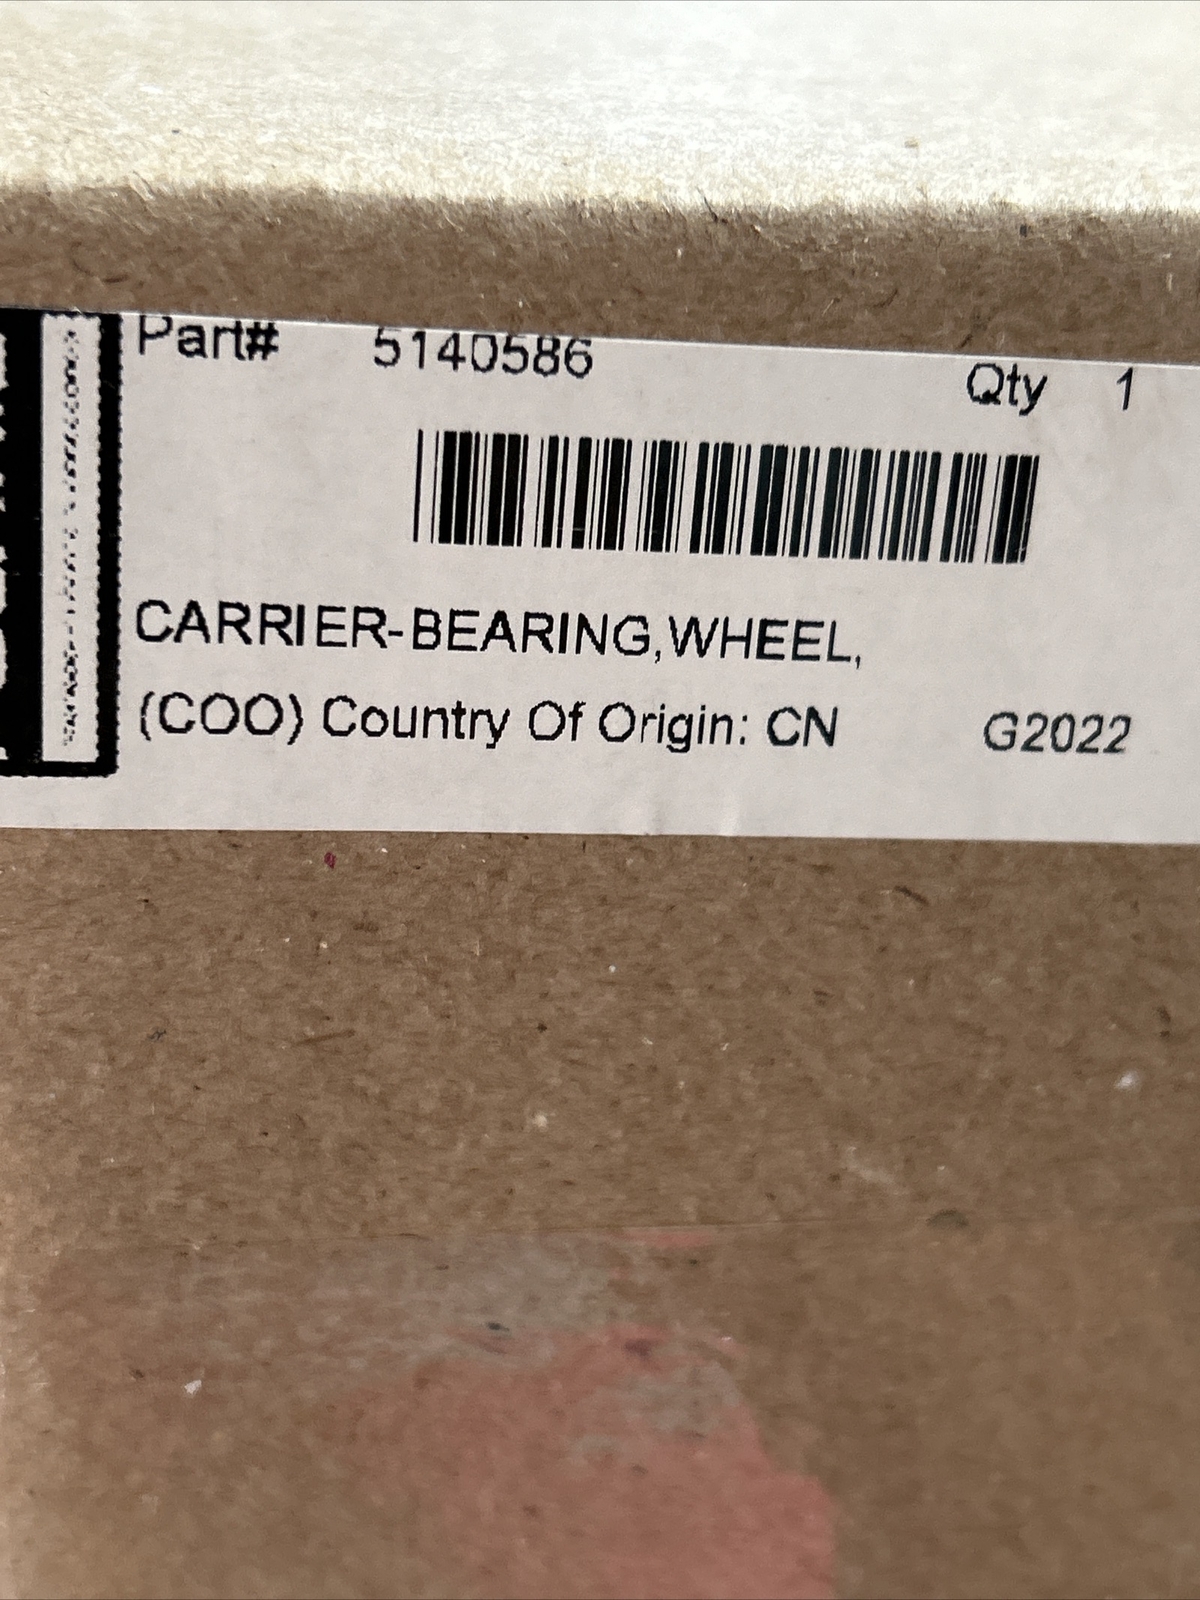 Part# 5140586 Qty 1
CARRIER-BEARING,WHEEL,
(COO) Country Of Origin: CN G2022